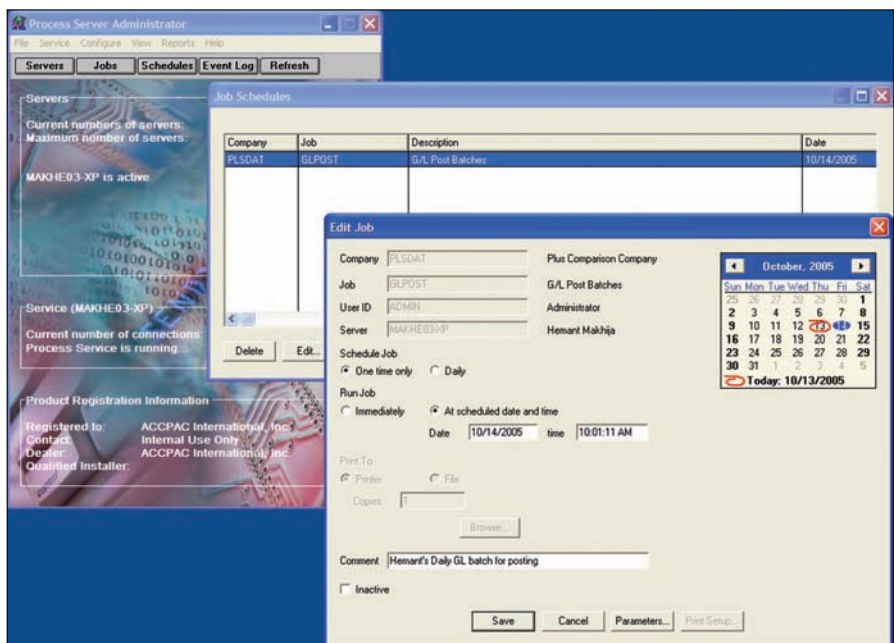 Process Server Administrator
File Service Configure View Reports Help
Servers Jobs Schedules Event Log Refresh
Servers
Current numbers of servers:
Maximum number of servers:
MAKHE03-XP is active
Service (MAKHE03-XP)
Current number of connections:
Process Service is running...
Product Registration Information
Registered to: ACCPAC International, Inc.
Contact: Internal Use Only
Dealer: ACCPAC International, Inc.
Qualified Installer:
Job Schedules
Company Job Description Date
PLSDAT GLPOST G/L Post Batches 10/14/2005
Delete Edit...
Edit Job
Company PLSDAT Plus Comparison Company
Job GLPOST G/L Post Batches
User ID ADMIN Administrator
Server MAKHE03-XP Hemant Makhija
Schedule Job
One time only Daily
Run Job
Immediately At scheduled date and time
Date 10/14/2005 time 10:01:11 AM
Print To
Printer File
Copies 1
Browse...
Comment Hemant's Daily GL batch for posting
Inactive
Save Cancel Parameters... Print Setup...
October, 2005
Sun Mon Tue Wed Thu Fri Sat
25 26 27 28 29 30 1
2 3 4 5 6 7 8
9 10 11 12 13 14 15
16 17 18 19 20 21 22
23 24 25 26 27 28 29
30 31 1 2 3 4 5
Today: 10/13/2005